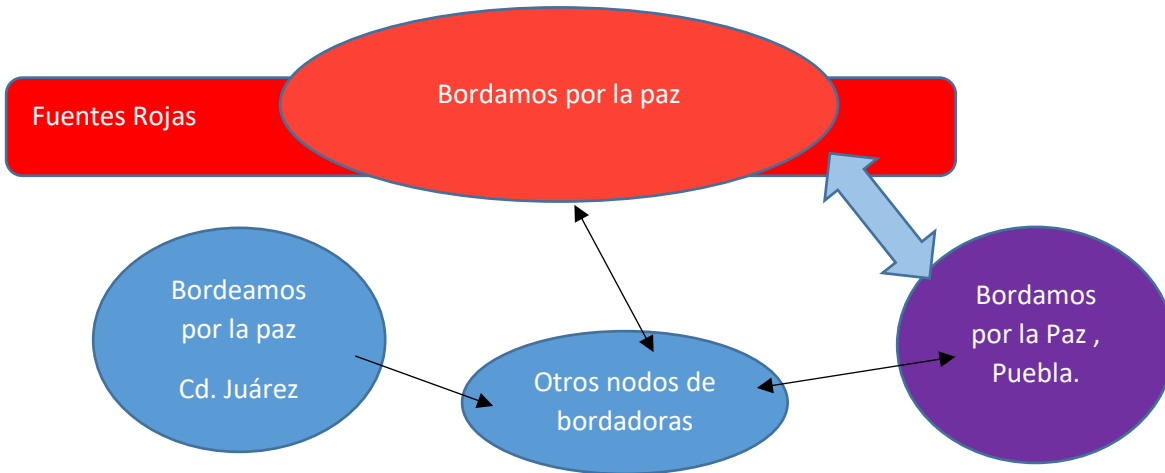 Bordamos por la paz
Fuentes Rojas
Bordeamos
por la paz
Cd. Juárez
Otros nodos de
bordadoras
Bordamos
por la Paz ,
Puebla.